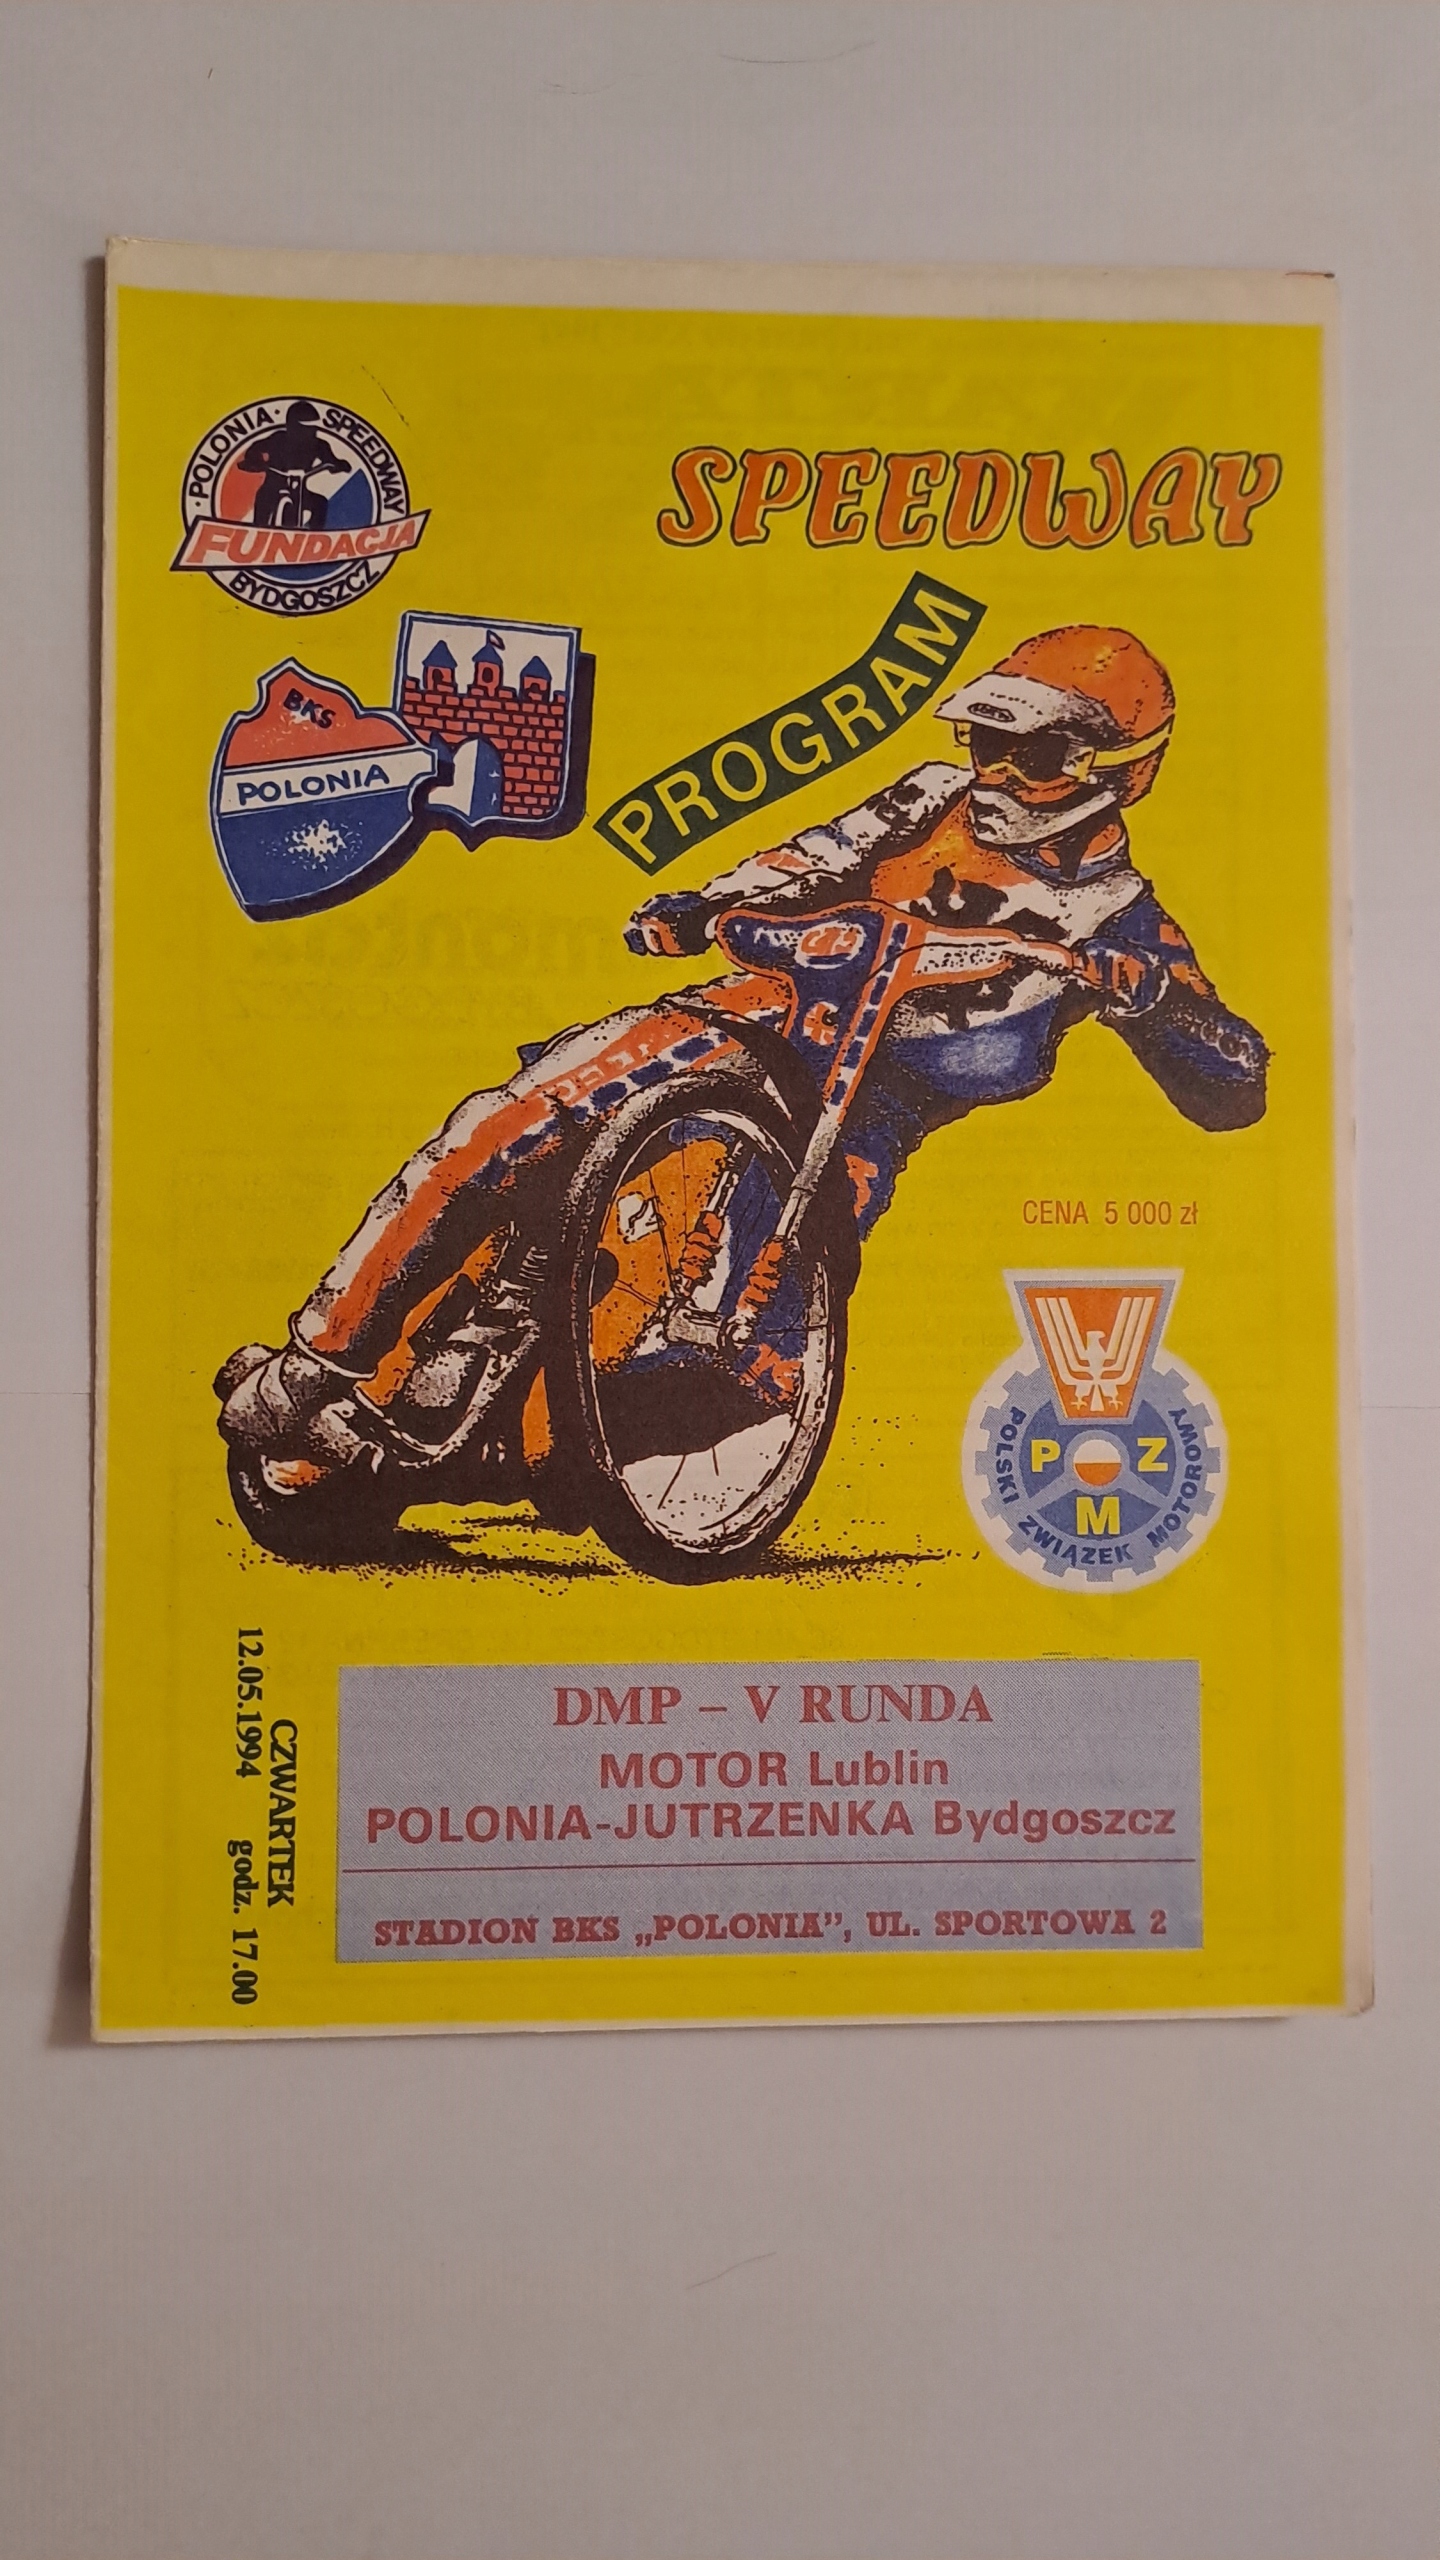 POLONIA · SPEEDWAY
FUNDACJA
BYDGOSZCZ
SPEEDWAY
PROGRAM
BKS
POLONIA
CENA 5 000 zł
P Z
M
POLSKI ZWIĄZEK MOTOROWY
CZWARTEK
12.05.1994 godz. 17.00
DMP – V RUNDA
MOTOR Lublin
POLONIA-JUTRZENKA Bydgoszcz
STADION BKS „POLONIA”, UL. SPORTOWA 2